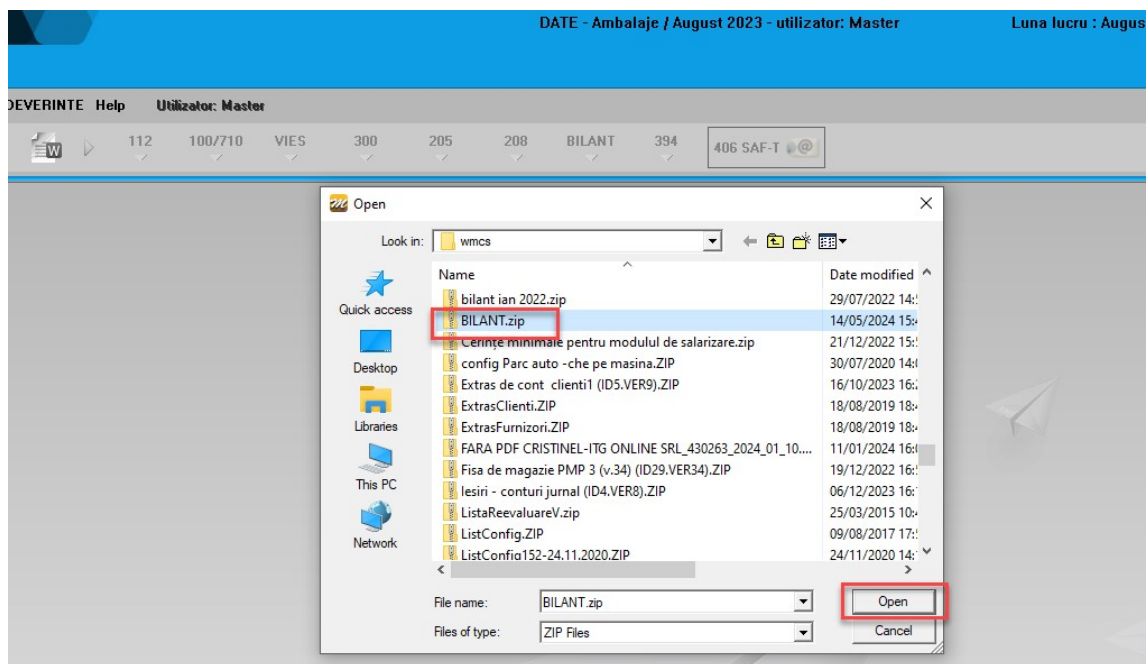 DATE - Ambalaje / August 2023 - utilizator: Master Luna lucru : Augus
DEVERINTE Help Utilizator: Master
112 100/710 VIES 300 205 208 BILANT 394 406 SAF-T
Open
Look in: wmcs
Name Date modified
bilant ian 2022.zip 29/07/2022 14:
BILANT.zip 14/05/2024 15:
Cerințe minimale pentru modulul de salarizare.zip 21/12/2022 15:
config Parc auto -che pe masina.ZIP 30/07/2020 14:
Extras de cont clienti1 (ID5.VER9).ZIP 16/10/2023 16:
ExtrasClienti.ZIP 18/08/2019 18:
ExtrasFurnizori.ZIP 18/08/2019 18:
FARA PDF CRISTINEL-ITG ONLINE SRL_430263_2024_01_10.... 11/01/2024 16:
Fisa de magazie PMP 3 (v.34) (ID29.VER34).ZIP 19/12/2022 16:
Iesiri - conturi jurnal (ID4.VER8).ZIP 06/12/2023 16:
ListaReevaluareV.zip 25/03/2015 10:
ListConfig.ZIP 09/08/2017 17:
ListConfig152-24.11.2020.ZIP 24/11/2020 14:
Quick access
Desktop
Libraries
This PC
Network
File name: BILANT.zip Open
Files of type: ZIP Files Cancel